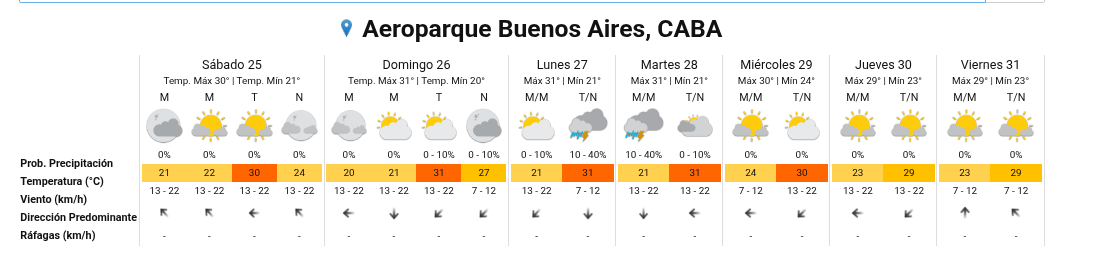 Aeroparque Buenos Aires, CABA
Sábado 25 Domingo 26 Lunes 27 Martes 28 Miércoles 29 Jueves 30 Viernes 31
Temp. Máx 30° | Temp. Mín 21° Temp. Máx 31° | Temp. Mín 20° Máx 31° | Mín 21° Máx 31° | Mín 21° Máx 30° | Mín 24° Máx 29° | Mín 23° Máx 29° | Mín 23°
M M T N M M T N M/M T/N M/M T/N M/M T/N M/M T/N M/M T/N
Prob. Precipitación 0% 0% 0% 0% 0% 0% 0 - 10% 0 - 10% 0 - 10% 10 - 40% 10 - 40% 0 - 10% 0% 0% 0% 0% 0% 0%
Temperatura (°C) 21 22 30 24 20 21 31 27 21 31 21 31 24 30 23 29 23 29
Viento (km/h) 13 - 22 13 - 22 13 - 22 13 - 22 13 - 22 13 - 22 13 - 22 7 - 12 13 - 22 7 - 12 13 - 22 13 - 22 7 - 12 13 - 22 13 - 22 13 - 22 7 - 12 7 - 12
Dirección Predominante
Ráfagas (km/h) - - - - - - - - - - - - - - - - - -